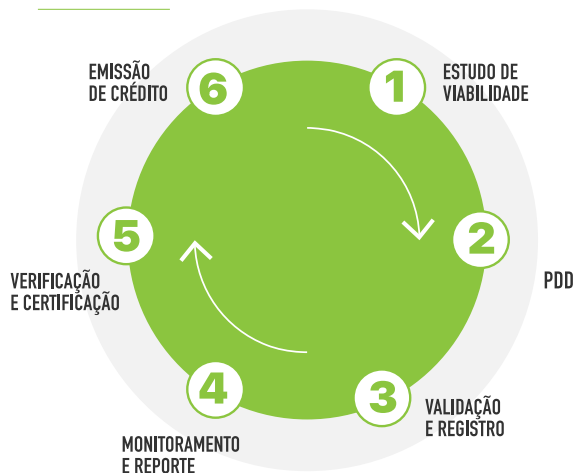 1
ESTUDO DE
VIABILIDADE
2
PDD
3
VALIDAÇÃO
E REGISTRO
4
MONITORAMENTO
E REPORTE
5
VERIFICAÇÃO
E CERTIFICAÇÃO
6
EMISSÃO
DE CRÉDITO